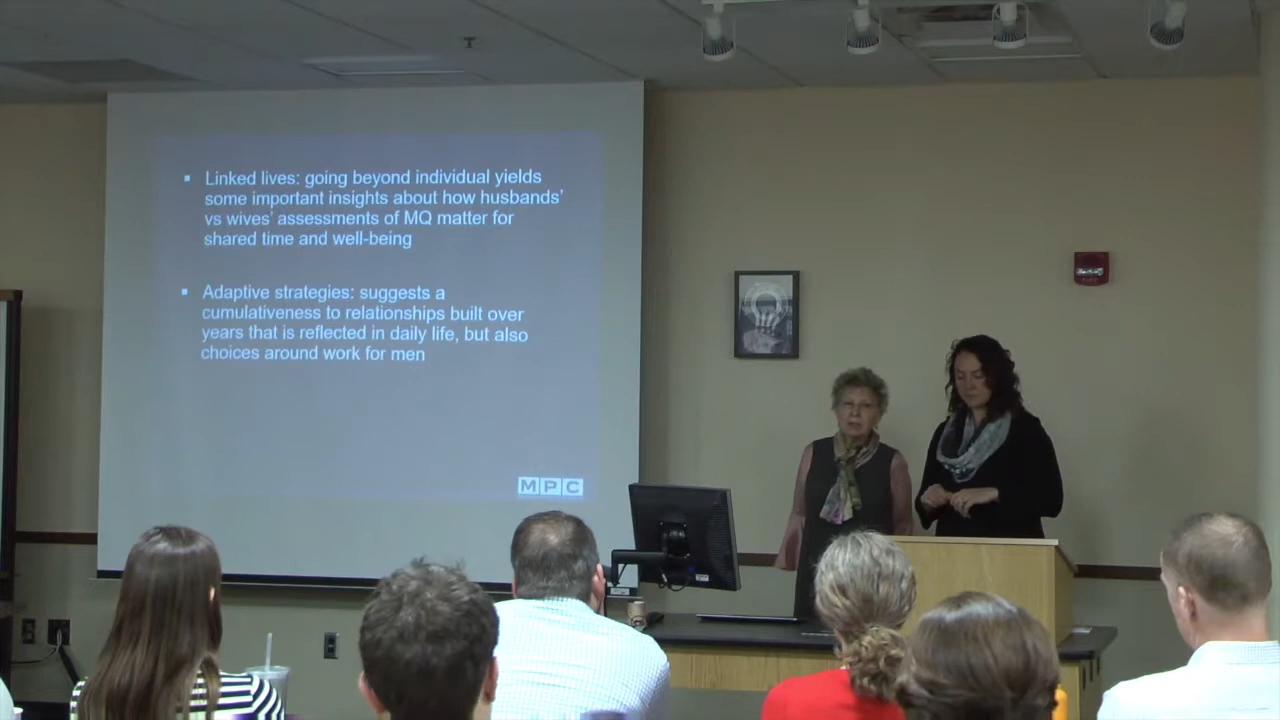 ▪ Linked lives: going beyond individual yields
some important insights about how husbands'
vs wives' assessments of MQ matter for
shared time and well-being
▪ Adaptive strategies: suggests a
cumulativeness to relationships built over
years that is reflected in daily life, but also
choices around work for men
MPC